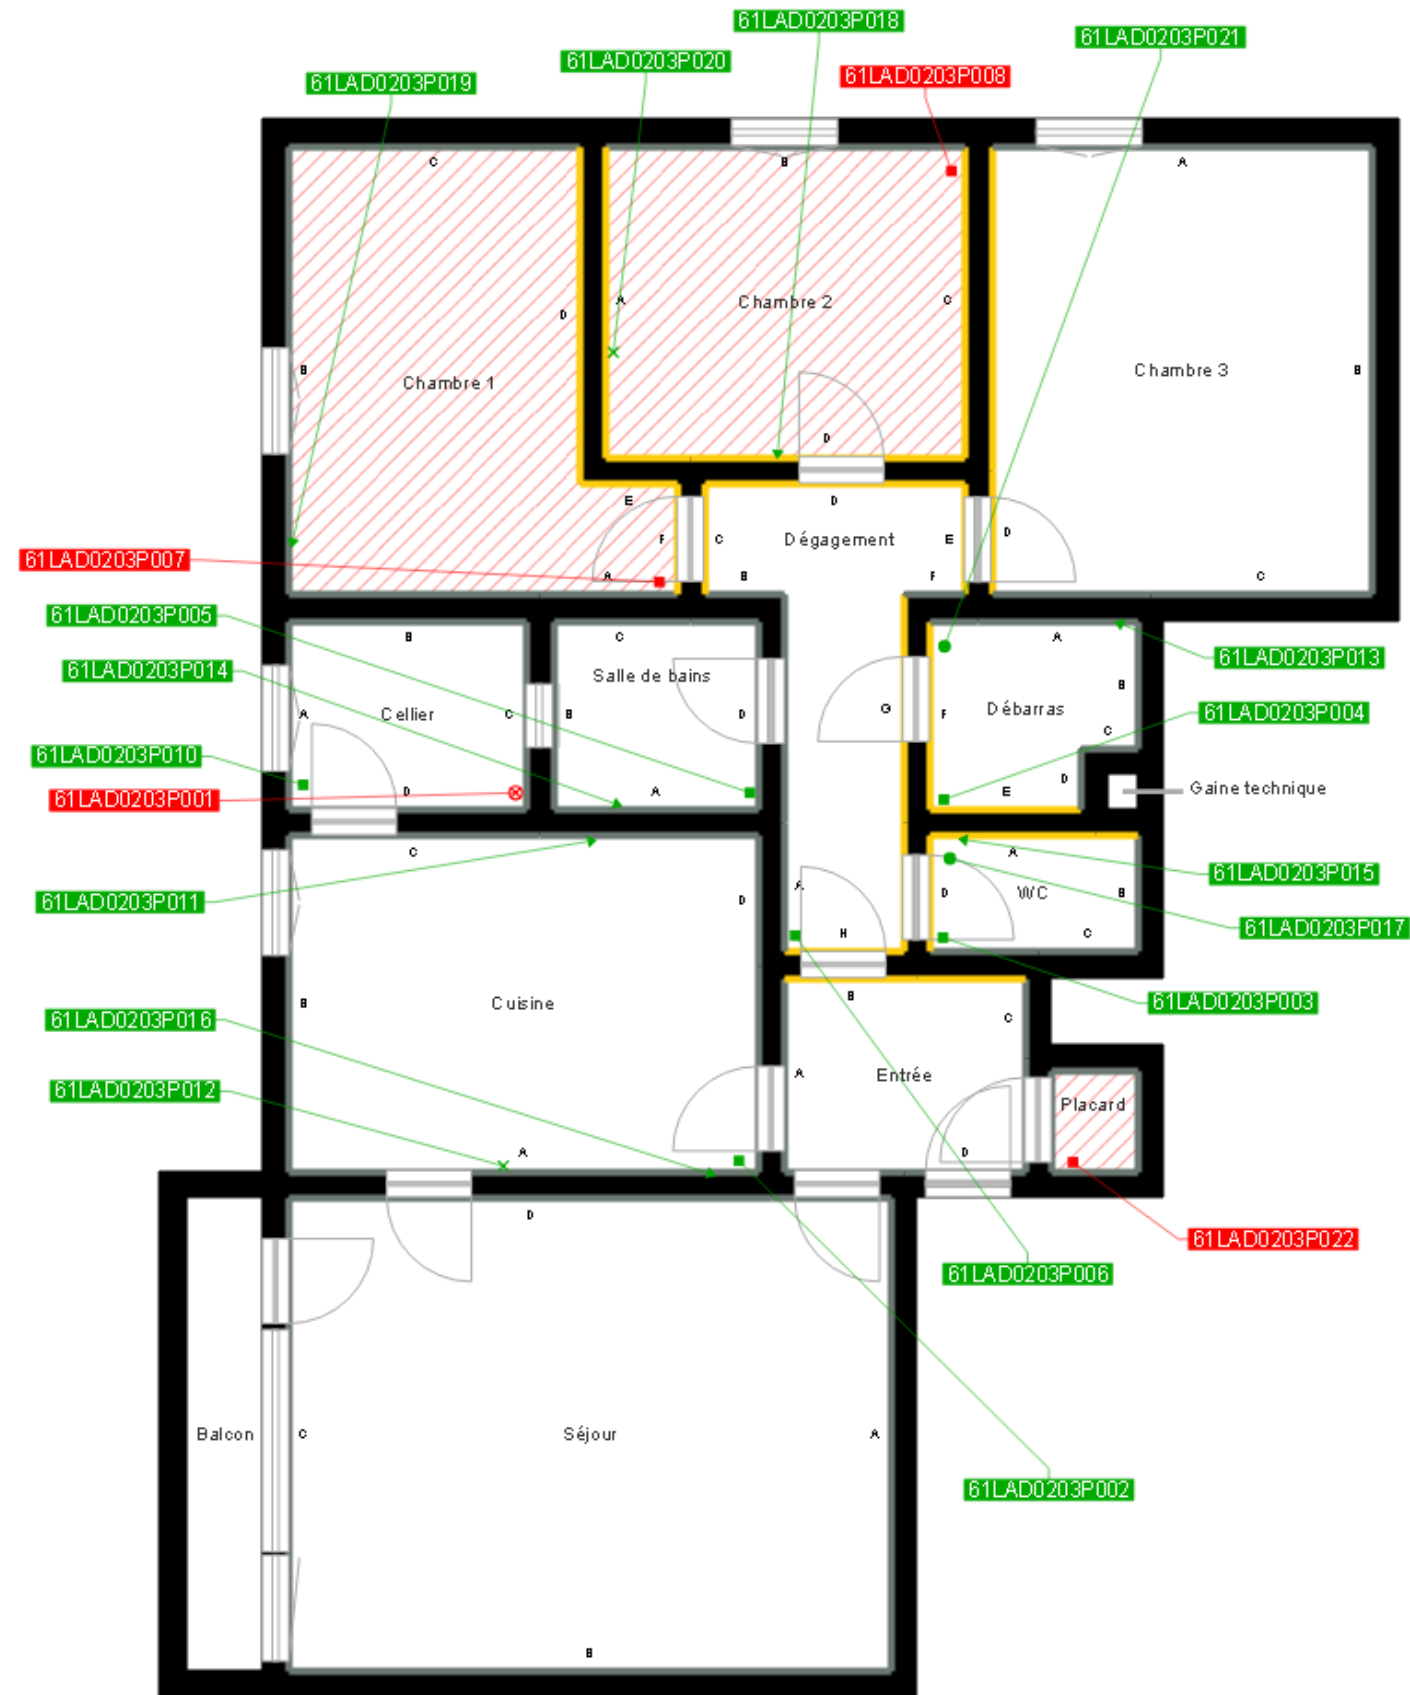 61LAD0203P018
61LAD0203P021
61LAD0203P020
61LAD0203P008
61LAD0203P019
C
B
A
A
Chambre 2
C
D
B
Chambre 3
B
Chambre 1
D
E
D
D
F
C
Dégagement
E
61LAD0203P007
A
B
F
C
61LAD0203P005
B
C
A
61LAD0203P013
61LAD0203P014
Salle de bains
B
A
Cellier
C
B
D
G
F
Débarras
61LAD0203P004
C
61LAD0203P010
D
61LAD0203P001
D
A
E
Gaine technique
C
A
61LAD0203P015
61LAD0203P011
D
A
D
WC
B
61LAD0203P017
H
C
B
Cuisine
B
61LAD0203P003
61LAD0203P016
C
61LAD0203P012
A
Entrée
Placard
A
D
D
61LAD0203P022
61LAD0203P006
Balcon
C
Séjour
A
61LAD0203P002
B